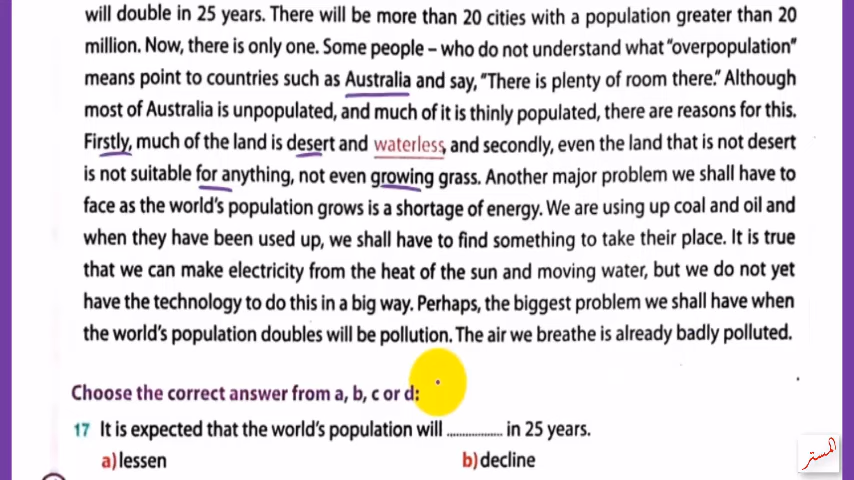 will double in 25 years. There will be more than 20 cities with a population greater than 20
million. Now, there is only one. Some people – who do not understand what "overpopulation"
means point to countries such as Australia and say, "There is plenty of room there." Although
most of Australia is unpopulated, and much of it is thinly populated, there are reasons for this.
Firstly, much of the land is desert and waterless, and secondly, even the land that is not desert
is not suitable for anything, not even growing grass. Another major problem we shall have to
face as the world's population grows is a shortage of energy. We are using up coal and oil and
when they have been used up, we shall have to find something to take their place. It is true
that we can make electricity from the heat of the sun and moving water, but we do not yet
have the technology to do this in a big way. Perhaps, the biggest problem we shall have when
the world's population doubles will be pollution. The air we breathe is already badly polluted.
Choose the correct answer from a, b, c or d:
17 It is expected that the world's population will .................. in 25 years.
a) lessen b) decline
المستر